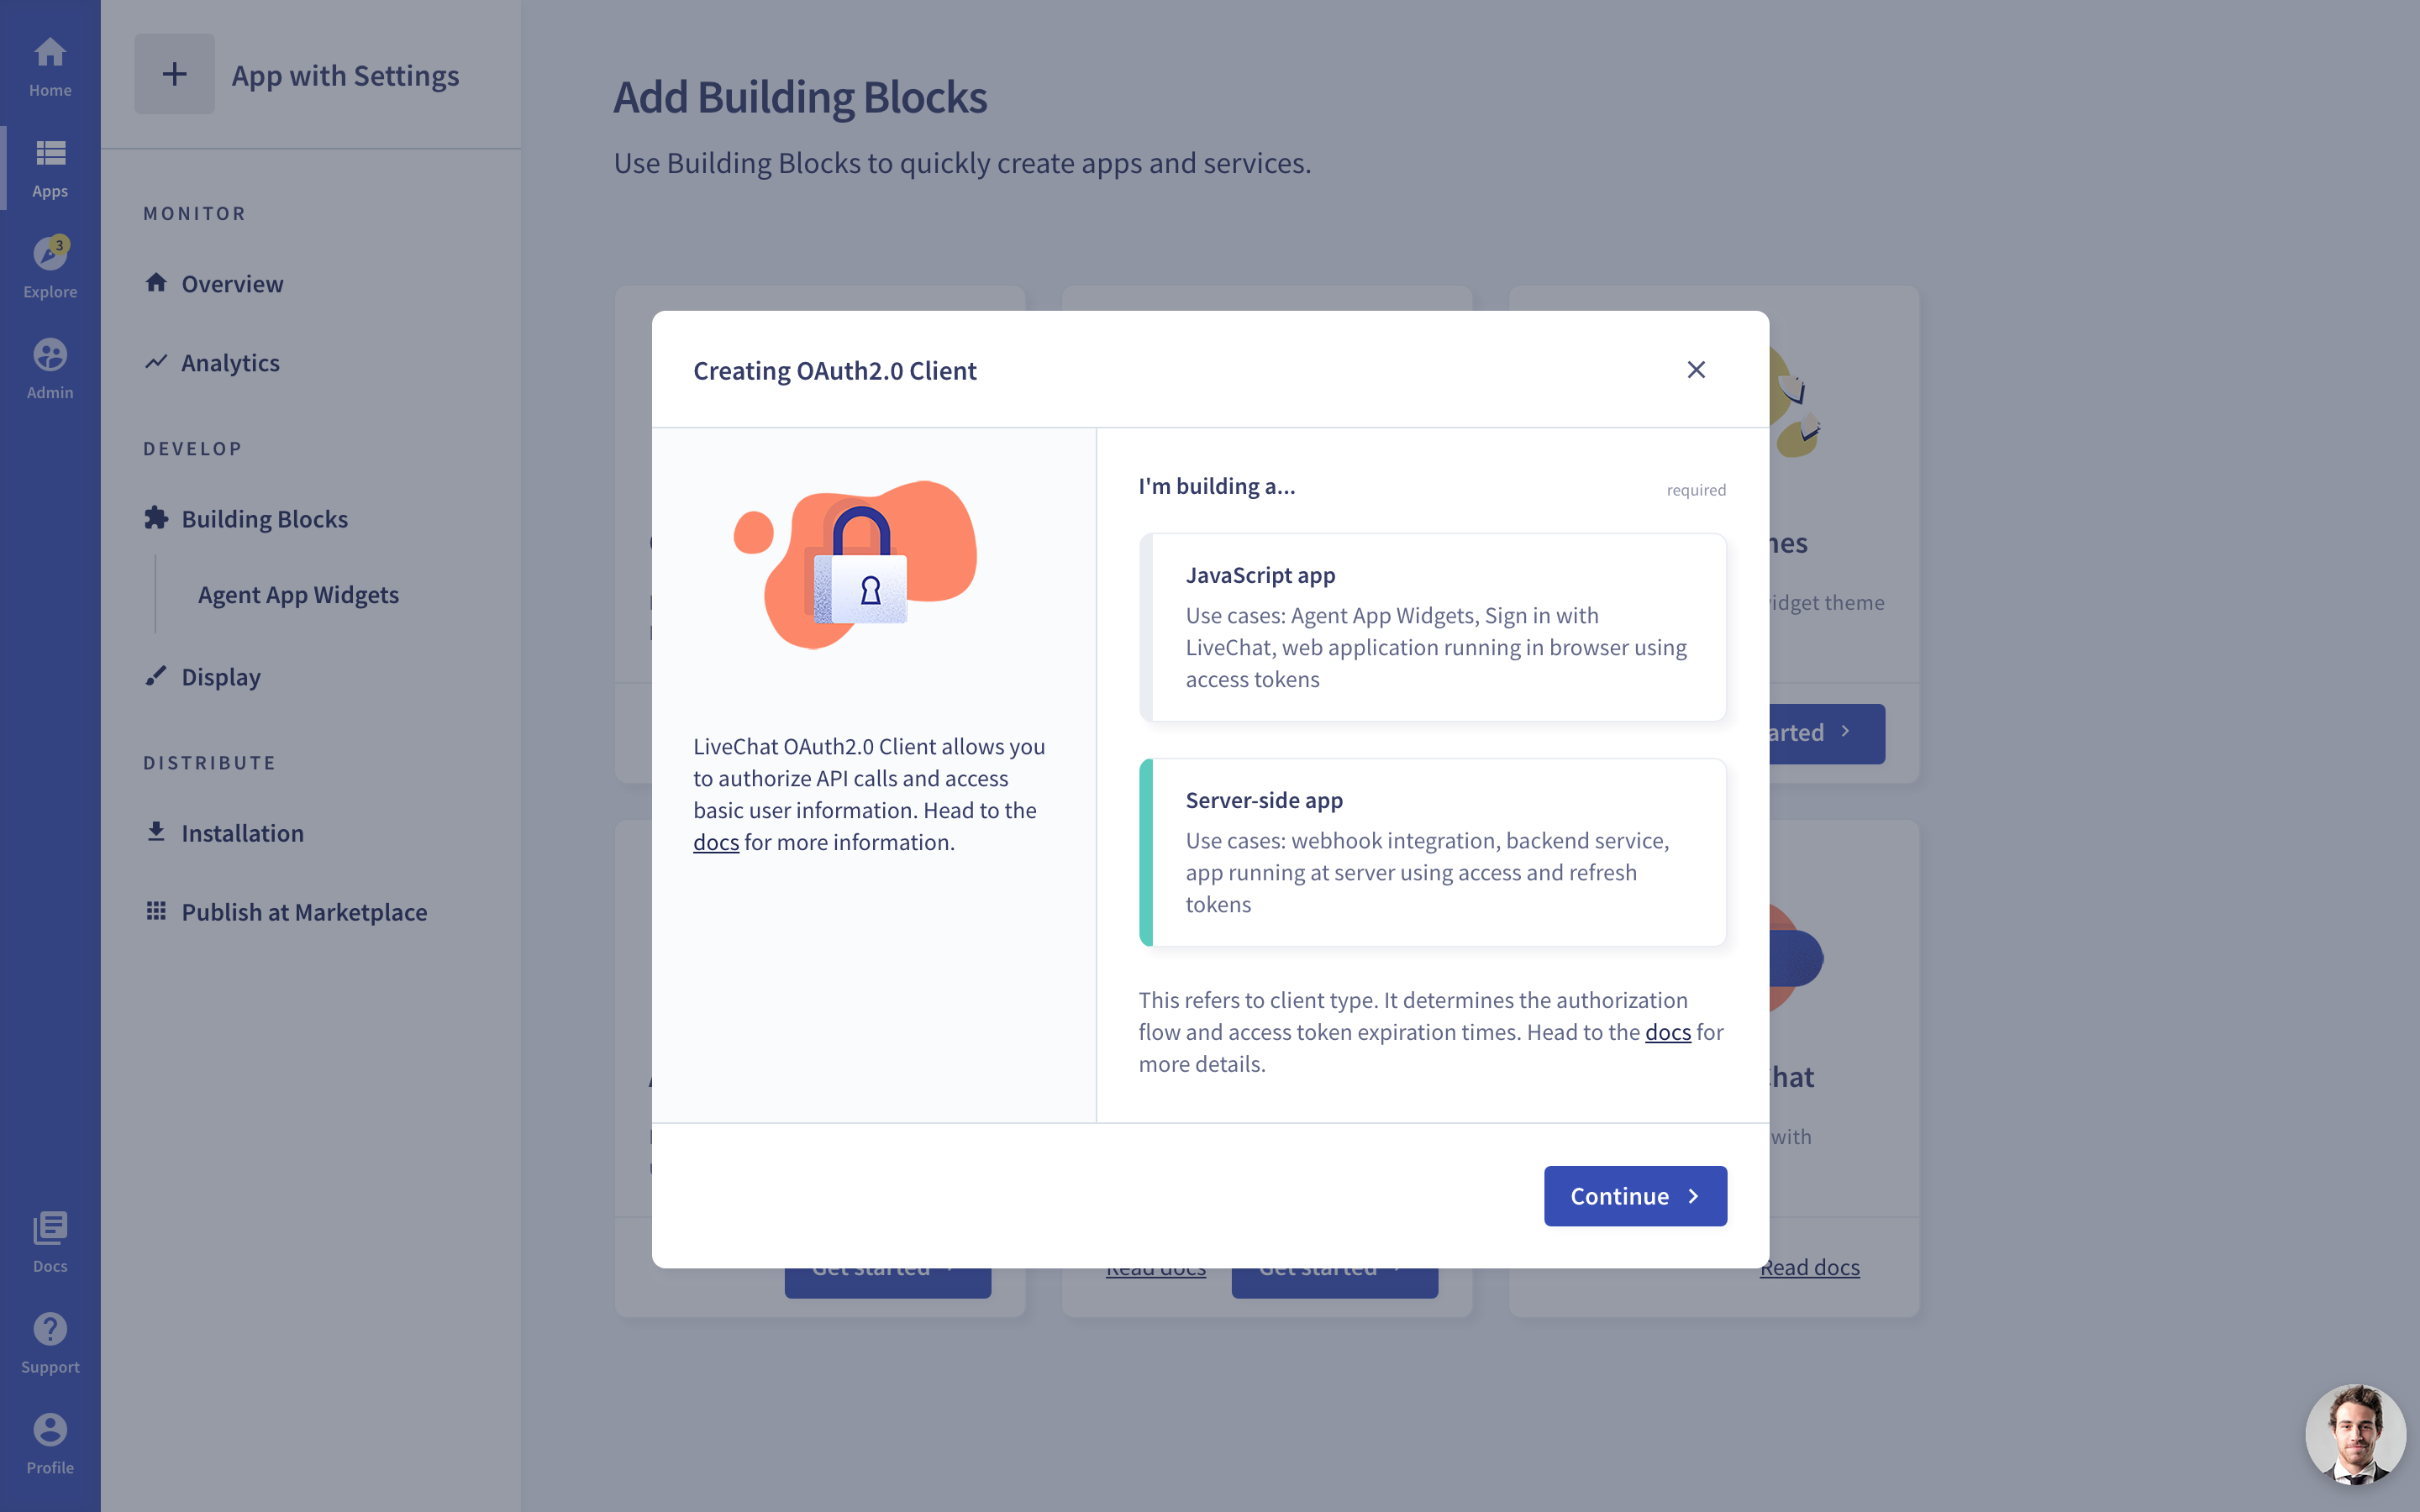 Home
Apps
3
Explore
Admin
Docs
Support
Profile
App with Settings
MONITOR
Overview
Analytics
DEVELOP
Building Blocks
Agent App Widgets
Display
DISTRIBUTE
Installation
Publish at Marketplace
Add Building Blocks
Use Building Blocks to quickly create apps and services.
Creating OAuth2.0 Client
LiveChat OAuth2.0 Client allows you
to authorize API calls and access
basic user information. Head to the
docs for more information.
I'm building a...
required
JavaScript app
Use cases: Agent App Widgets, Sign in with
LiveChat, web application running in browser using
access tokens
Server-side app
Use cases: webhook integration, backend service,
app running at server using access and refresh
tokens
This refers to client type. It determines the authorization
flow and access token expiration times. Head to the docs for
more details.
Continue
theme
with
Get started
Read docs
Get started
Read docs